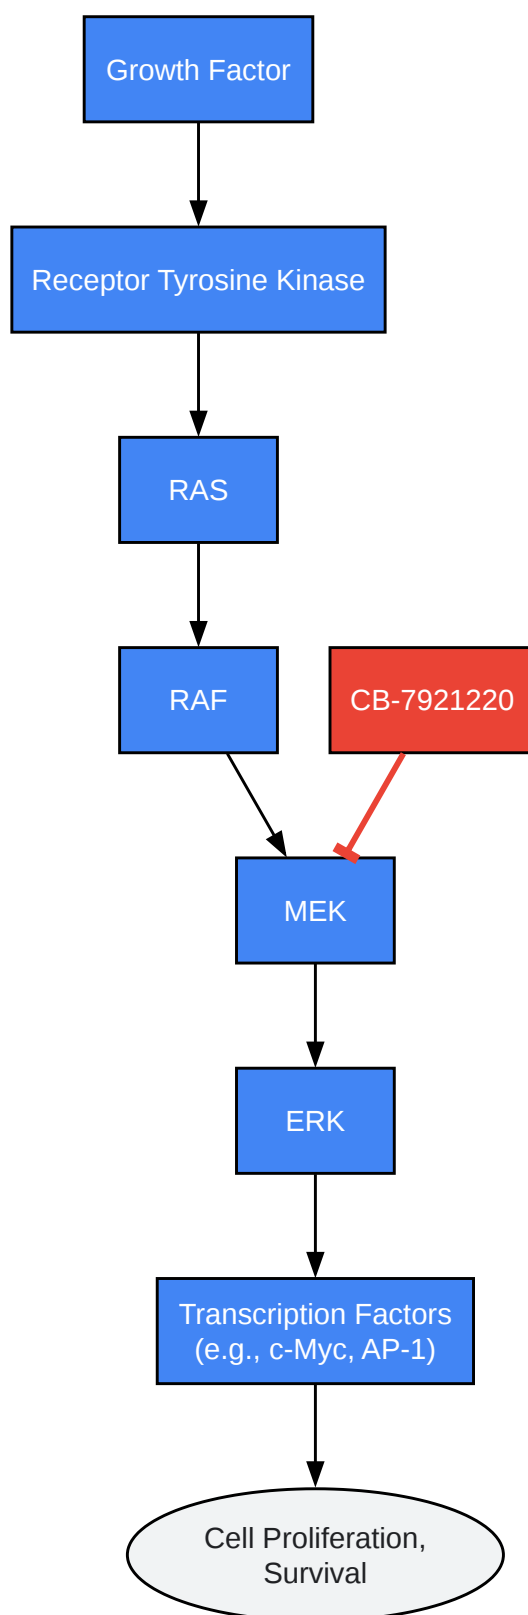 Growth Factor
Receptor Tyrosine Kinase
RAS
RAF
CB-7921220
MEK
ERK
Transcription Factors
(e.g., c-Myc, AP-1)
Cell Proliferation,
Survival